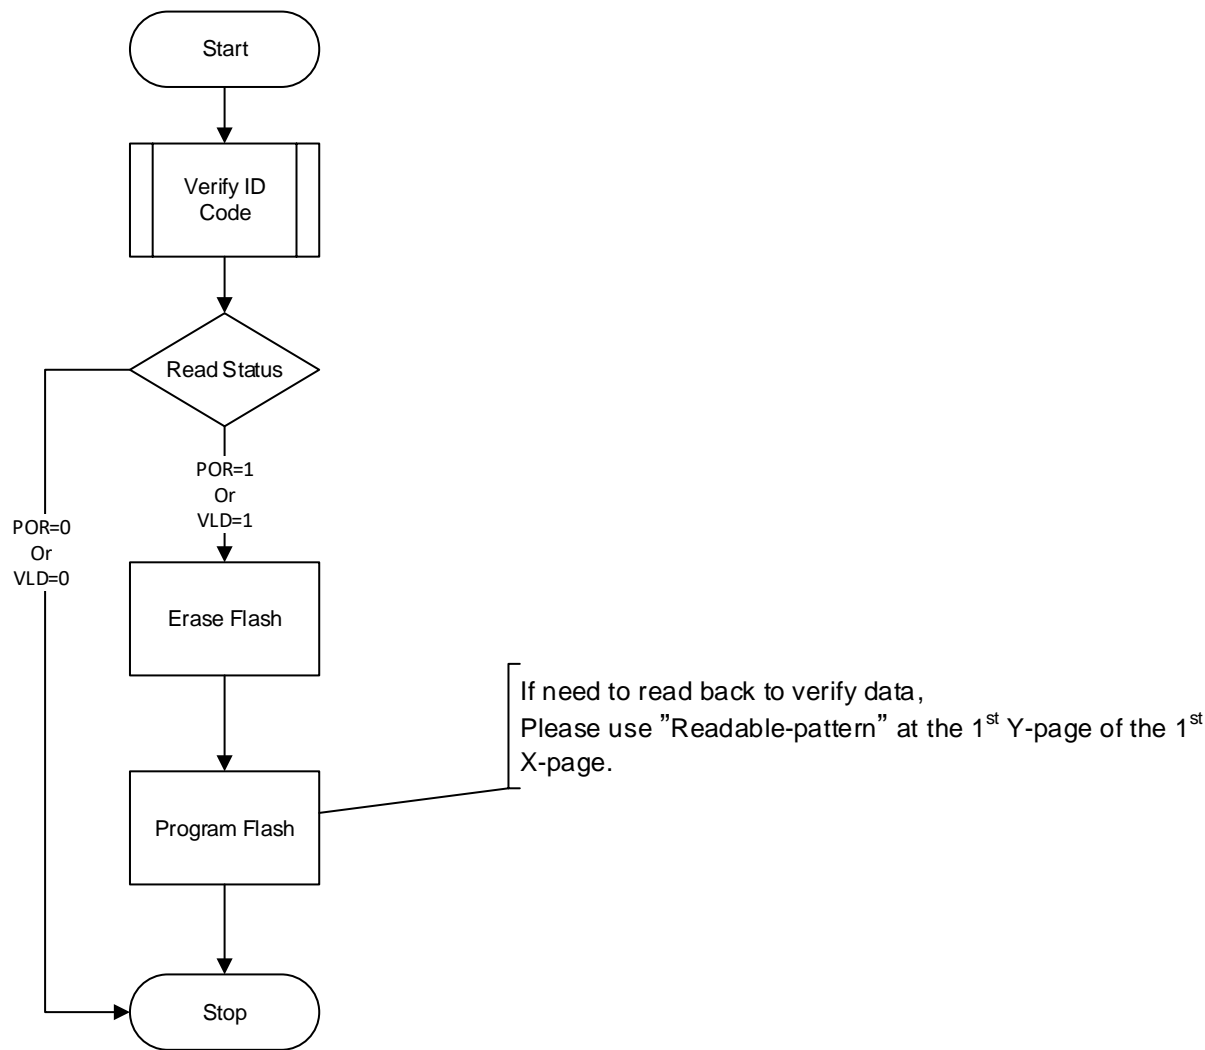 Start
Verify ID
Code
Read Status
POR=1
Or
VLD=1
POR=0
Or
VLD=0
Erase Flash
If need to read back to verify data,
Please use ”Readable-pattern” at the 1st Y-page of the 1st
X-page.
Program Flash
Stop